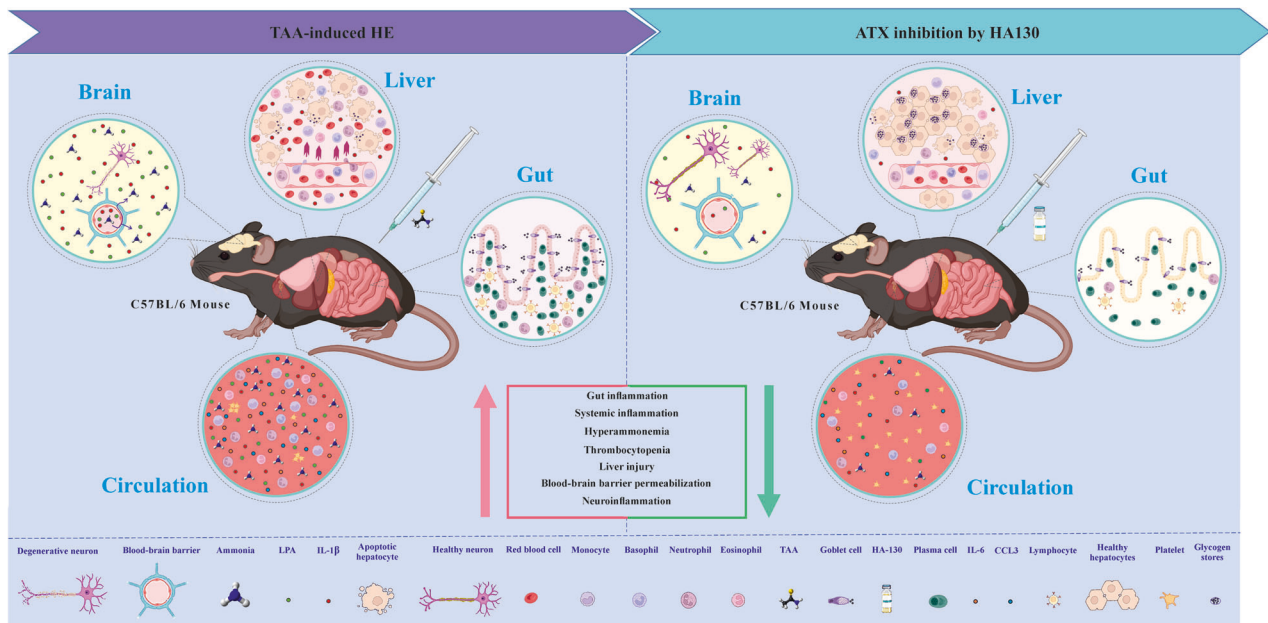 TAA-induced HE
ATX inhibition by HA130
Brain
Liver
Gut
C57BL/6 Mouse
Circulation
Brain
Liver
Gut
C57BL/6 Mouse
Circulation
Gut inflammation
Systemic inflammation
Hyperammonemia
Thrombocytopenia
Liver injury
Blood-brain barrier permeabilization
Neuroinflammation
Degenerative neuron
Blood-brain barrier
Ammonia
LPA
IL-1β
Apoptotic
hepatocyte
Healthy neuron
Red blood cell
Monocyte
Basophil
Neutrophil
Eosinophil
TAA
Goblet cell
HA-130
Plasma cell
IL-6
CCL3
Lymphocyte
Healthy
hepatocytes
Platelet
Glycogen
stores